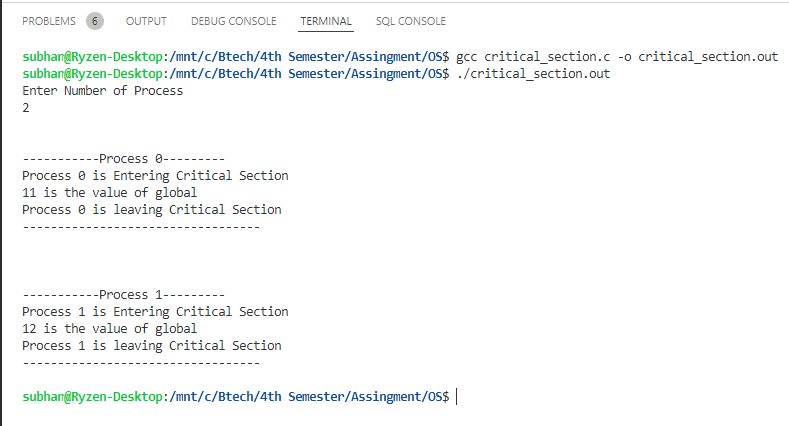 PROBLEMS 6 OUTPUT DEBUG CONSOLE TERMINAL SQL CONSOLE
subhan@Ryzen-Desktop:/mnt/c/Btech/4th Semester/Assingment/OS$ gcc critical_section.c -o critical_section.out
subhan@Ryzen-Desktop:/mnt/c/Btech/4th Semester/Assingment/OS$ ./critical_section.out
Enter Number of Process
2
-----------Process 0---------
Process 0 is Entering Critical Section
11 is the value of global
Process 0 is leaving Critical Section
----------------------------------
-----------Process 1---------
Process 1 is Entering Critical Section
12 is the value of global
Process 1 is leaving Critical Section
----------------------------------
subhan@Ryzen-Desktop:/mnt/c/Btech/4th Semester/Assingment/OS$